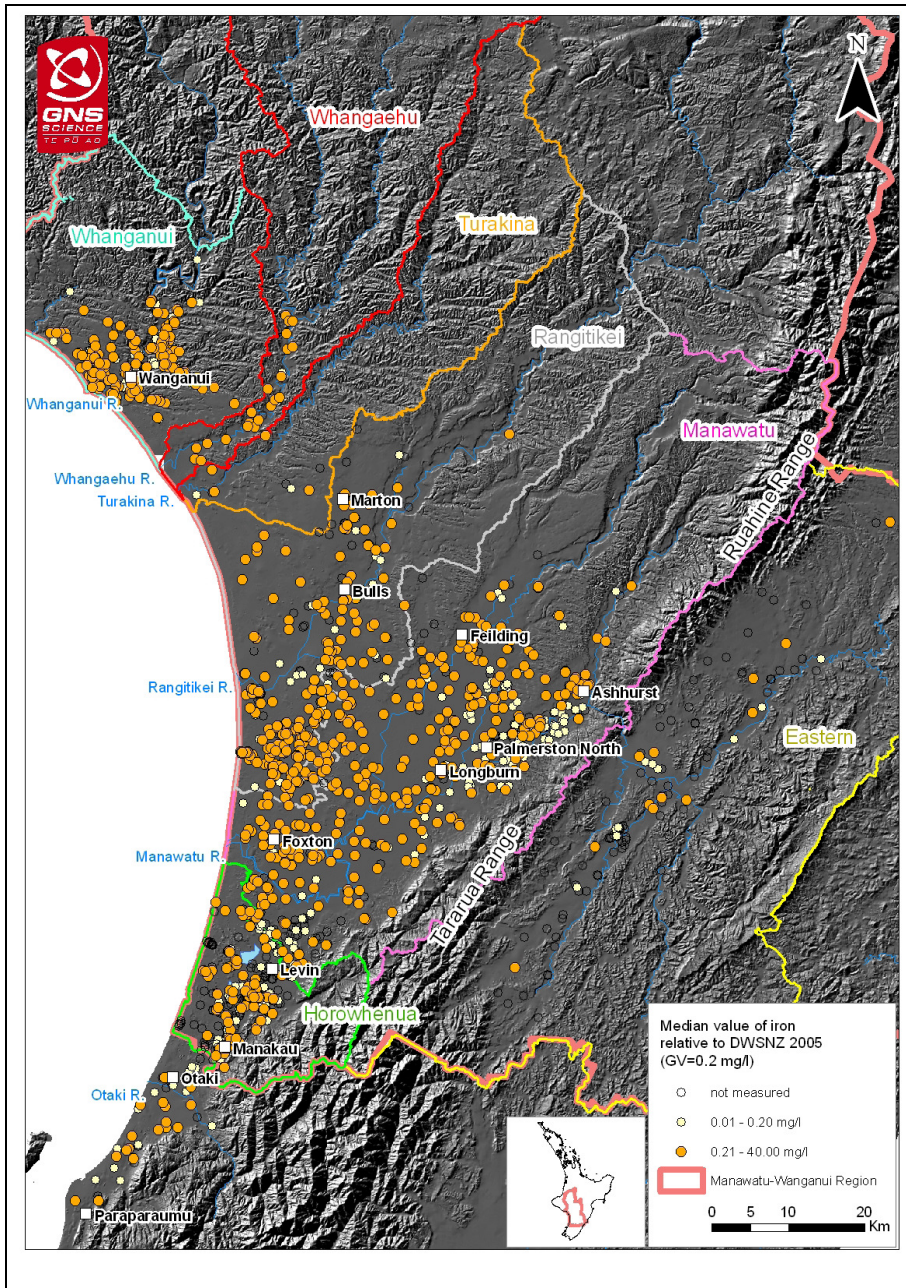 GNS
SCIENCE
TE PŪ AO
N
Whangaehu
Whanganui
Turakina
Rangitikei
Wanganui
Whanganui R.
Manawatu
Whangaehu R.
Turakina R.
Marton
Ruahine Range
Bulls
Feilding
Rangitikei R.
Ashhurst
Eastern
Palmerston North
Longburn
Foxton
Manawatu R.
Tararua Range
Levin
Horowhenua
Manakau
Otaki
Otaki R.
Paraparaumu
Median value of iron
relative to DWSNZ 2005
(GV=0.2 mg/l)
not measured
0.01 - 0.20 mg/l
0.21 - 40.00 mg/l
Manawatu-Wanganui Region
0 5 10 20
Km